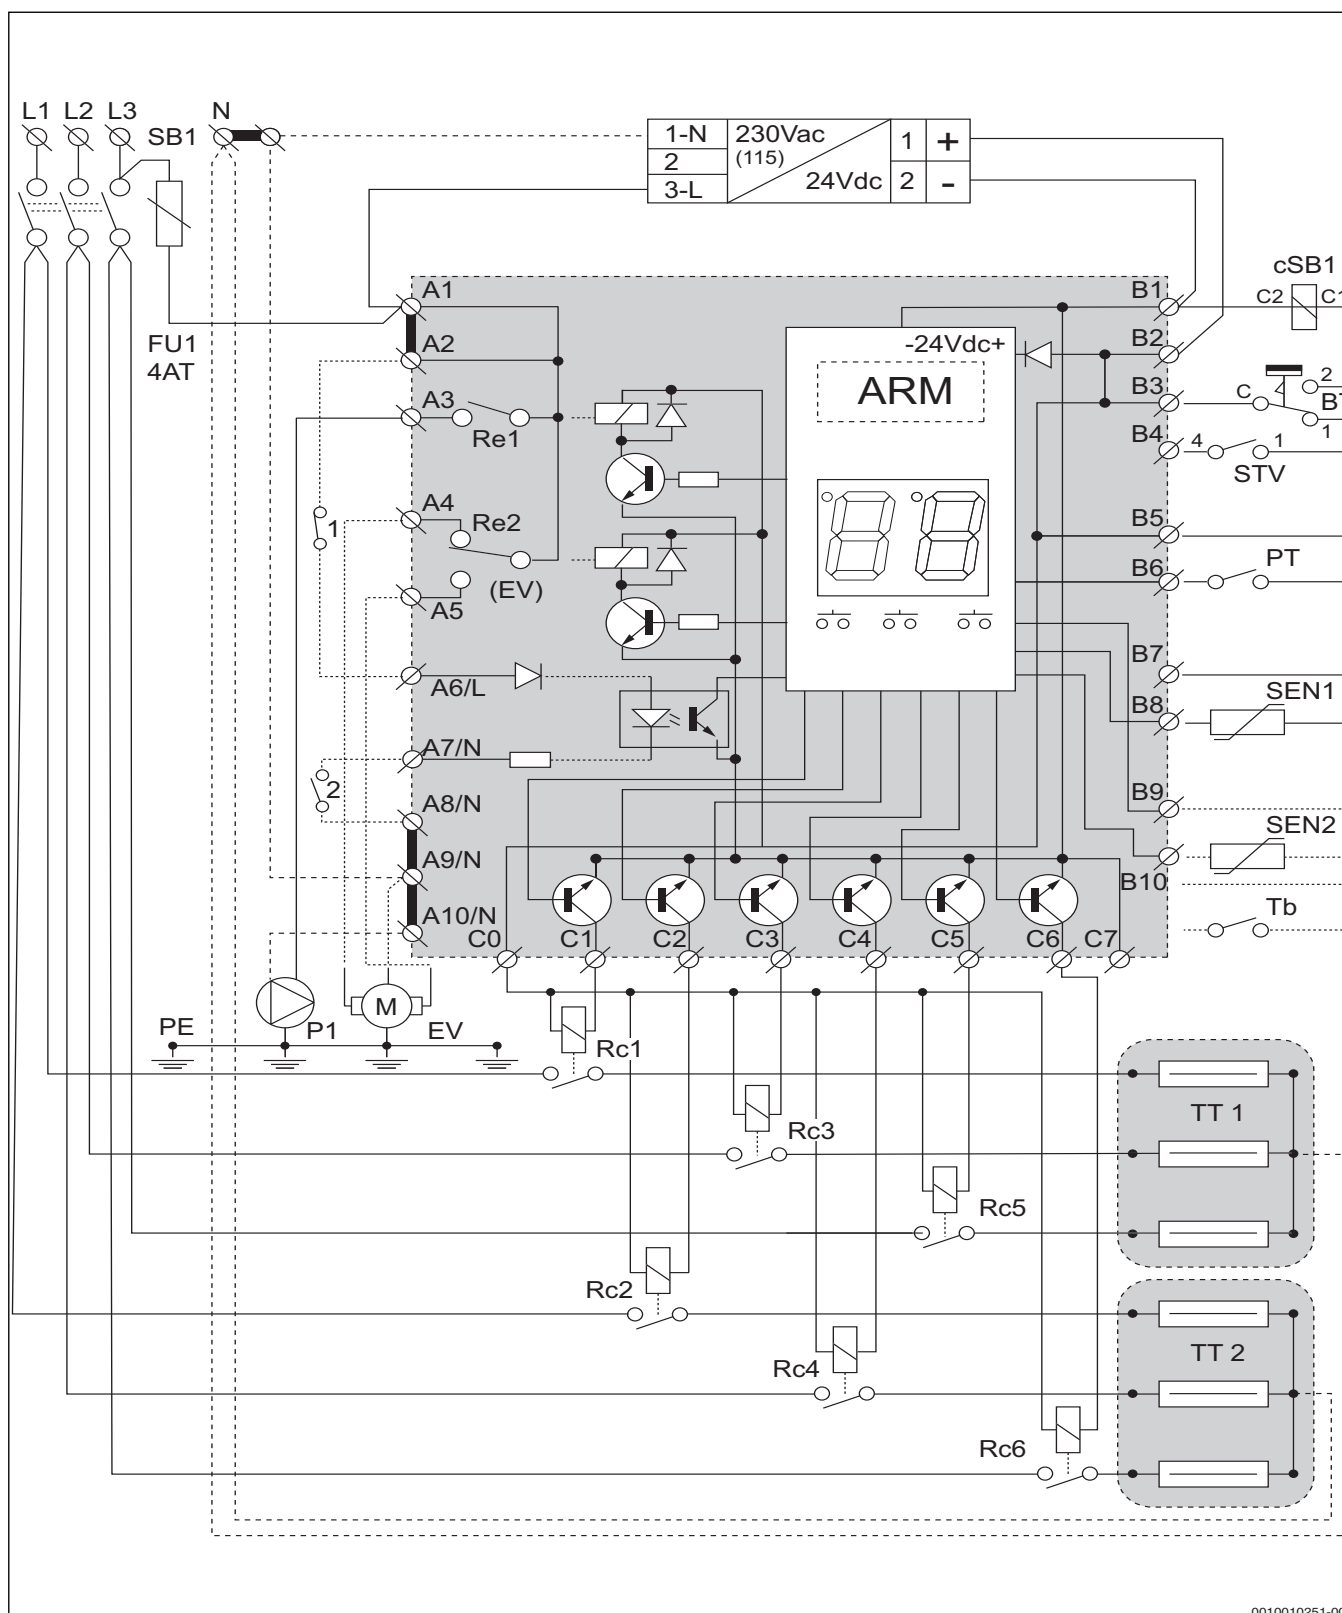 L1 L2 L3 SB1 N
1-N 230Vac 1 +
2 (115)
3-L 24Vdc 2 -
cSB1
A1 B1 C2
FU1
4AT
A2 -24Vdc+ B2
ARM
A3 Re1 B3 C 2
1
B4 4 1
STV
A4 Re2 B5
1
(EV) B6 PT
A5
B7
A6/L B8 SEN1
A7/N
2 B9
A8/N SEN2
A9/N B10
A10/N Tb
C0 C1 C2 C3 C4 C5 C6 C7
PE P1 M EV
Rc1
TT 1
Rc3
Rc5
Rc2
TT 2
Rc4
Rc6